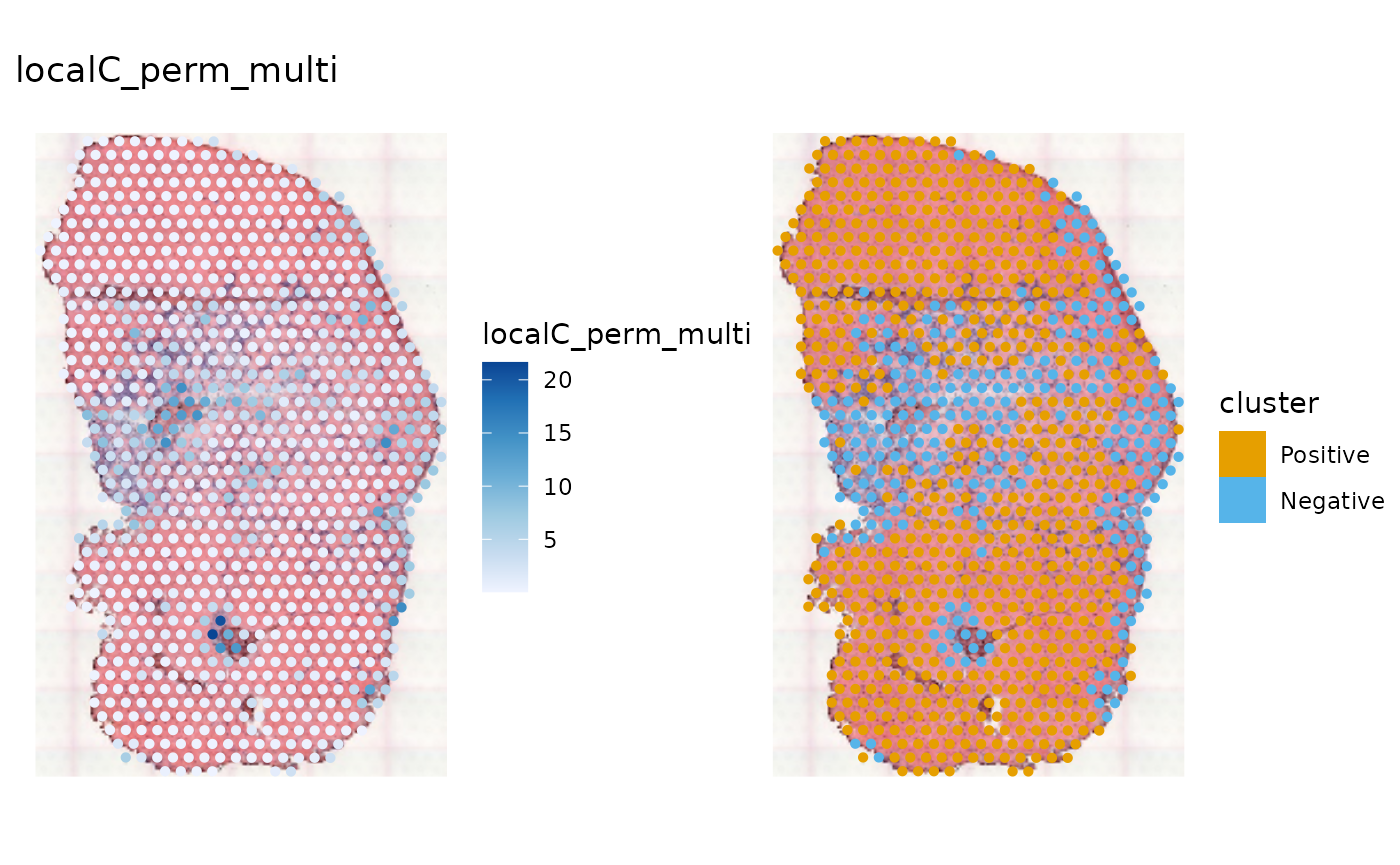 localC_perm_multi
localC_perm_multi
20
15
10
5
cluster
Positive
Negative